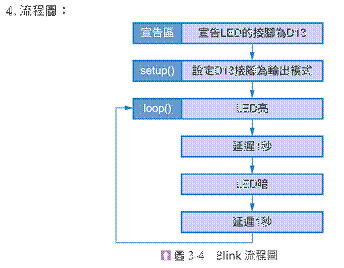 4. 流程圖：
宣告區 宣告LED的接腳為D13
setup() 設定D13接腳為輸出模式
loop() LED亮
延遲1秒
LED暗
延遲1秒
圖 3-4 Blink 流程圖